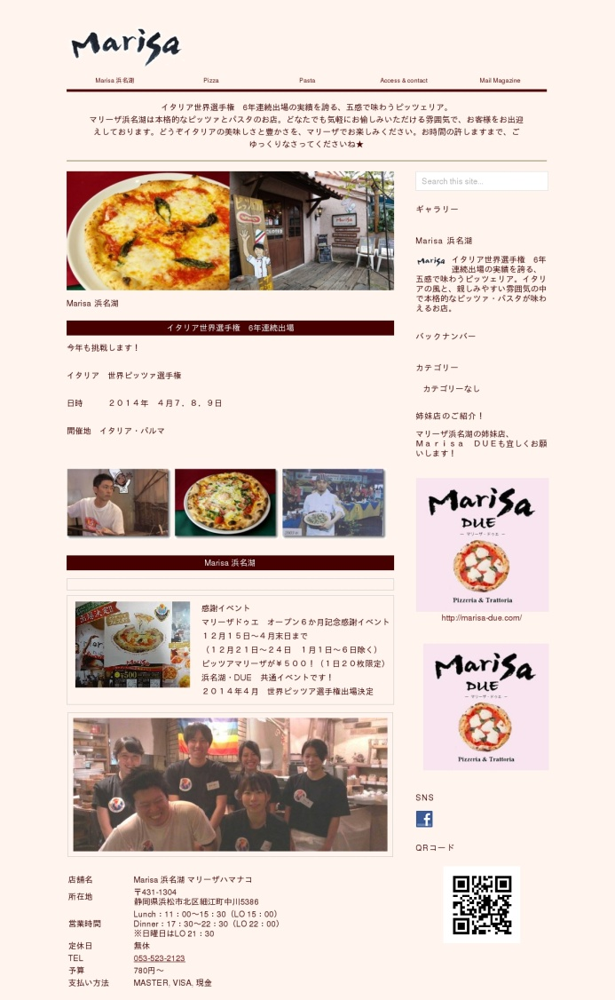 Marisa
Marisa 浜名湖
Pizza
Pasta
Access & contact
Mail Magazine
イタリア世界選手権　6年連続出場の実績を誇る、五感で味わうピッツェリア。
マリーザ浜名湖は本格的なピッツァとパスタのお店。どなたでも気軽にお愉しみいただける雰囲気で、お客様をお出迎
えしております。どうぞイタリアの美味しさと豊かさを、マリーザでお楽しみください。お時間の許しますまで、ご
ゆっくりなさってくださいね★
Marisa 浜名湖
イタリア世界選手権　6年連続出場
今年も挑戦します！
イタリア　世界ピッツァ選手権
日時　　　２０１４年　４月７．８．９日
開催地　イタリア・パルマ
Marisa 浜名湖
出場決定!!
¥500
感謝イベント
マリーザドゥエ　オープン６か月記念感謝イベント
１２月１５日～４月末日まで
（１２月２１日～２４日　１月１日～６日除く）
ピッツアマリーザが￥５００！（１日２０枚限定）
浜名湖・DUE　共通イベントです！
２０１４年４月　世界ピッツア選手権出場決定
店舗名　Marisa 浜名湖 マリーザハマナコ
所在地　〒431-1304
静岡県浜松市北区細江町中川5386
営業時間　Lunch：11：00～15：30（LO 15：00）
Dinner：17：30～22：30（LO 22：00）
※日曜日はLO 21：30
定休日　無休
TEL　053-523-2123
予算　780円～
支払い方法　MASTER, VISA, 現金
Search this site...
ギャラリー
Marisa 浜名湖
Marisa イタリア世界選手権　6年
連続出場の実績を誇る、
五感で味わうピッツェリア。イタリ
アの風と、親しみやすい雰囲気の中
で本格的なピッツァ・パスタが味わ
えるお店。
バックナンバー
カテゴリー
カテゴリーなし
姉妹店のご紹介！
マリーザ浜名湖の姉妹店、
Ｍａｒｉｓａ　ＤＵＥも宜しくお願
いします！
Marisa
DUE
－ マリーザ・ドゥエ －
Pizzeria & Trattoria
http://marisa-due.com/
Marisa
DUE
－ マリーザ・ドゥエ －
Pizzeria & Trattoria
SNS
QRコード